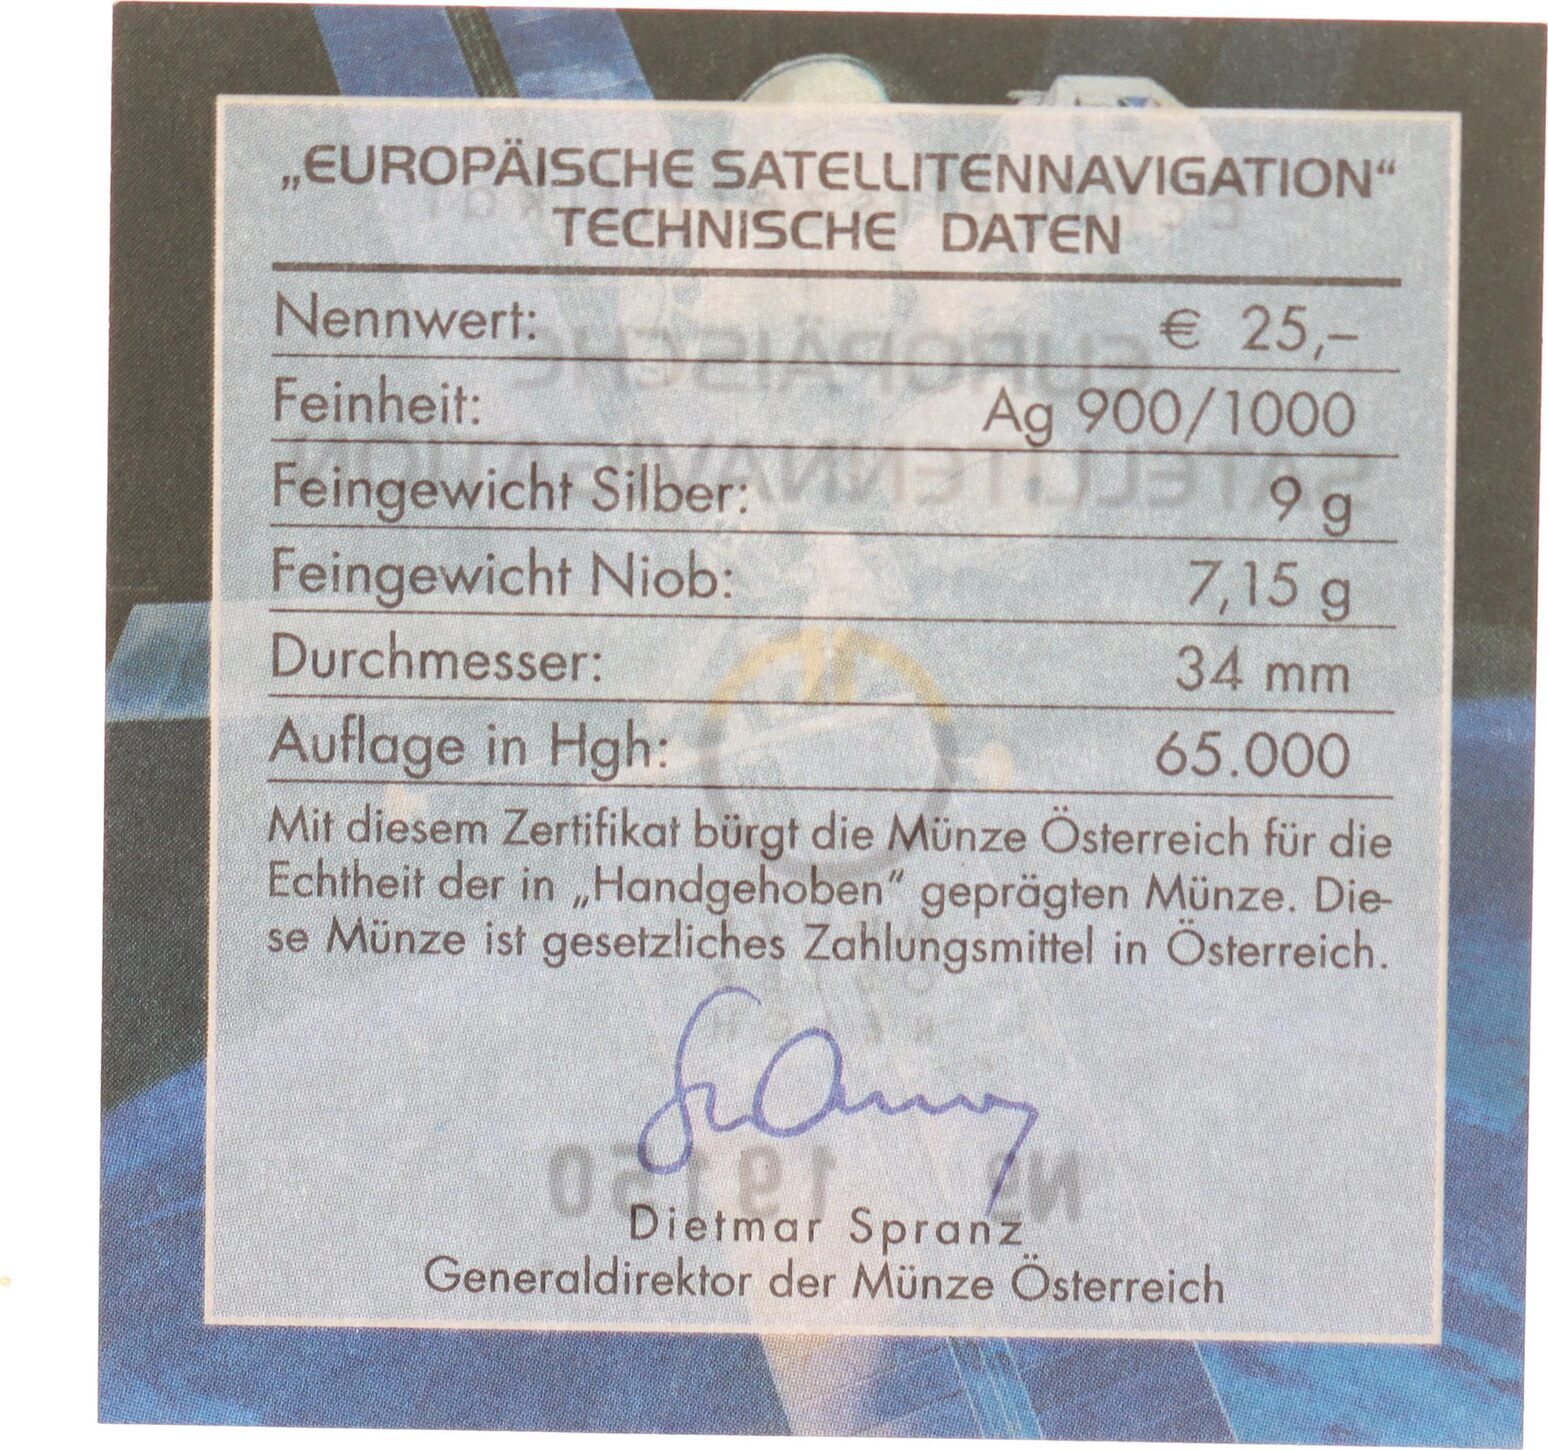 „EUROPÄISCHE SATELLITENNAVIGATION“
TECHNISCHE DATEN
Nennwert: € 25,–
Feinheit: Ag 900/1000
Feingewicht Silber: 9 g
Feingewicht Niob: 7,15 g
Durchmesser: 34 mm
Auflage in Hgh: 65.000
Mit diesem Zertifikat bürgt die Münze Österreich für die
Echtheit der in „Handgehoben“ geprägten Münze. Die-
se Münze ist gesetzliches Zahlungsmittel in Österreich.
Dietmar Spranz
Generaldirektor der Münze Österreich